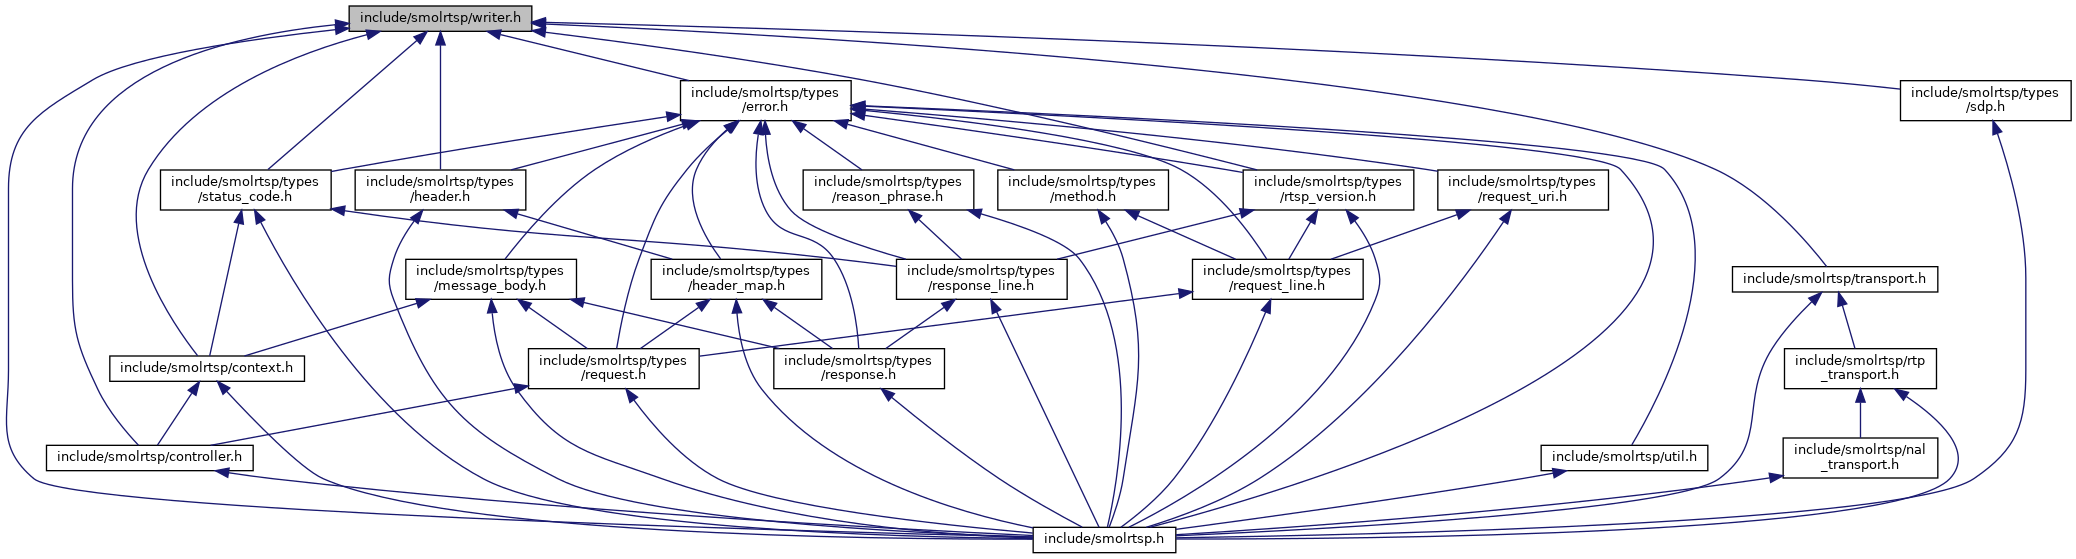 include/smolrtsp/writer.h
include/smolrtsp/types
/error.h
include/smolrtsp/types
/sdp.h
include/smolrtsp/types
/status_code.h
include/smolrtsp/types
/header.h
include/smolrtsp/types
/reason_phrase.h
include/smolrtsp/types
/method.h
include/smolrtsp/types
/rtsp_version.h
include/smolrtsp/types
/request_uri.h
include/smolrtsp/types
/message_body.h
include/smolrtsp/types
/header_map.h
include/smolrtsp/types
/response_line.h
include/smolrtsp/types
/request_line.h
include/smolrtsp/transport.h
include/smolrtsp/context.h
include/smolrtsp/types
/request.h
include/smolrtsp/types
/response.h
include/smolrtsp/rtp
_transport.h
include/smolrtsp/controller.h
include/smolrtsp/util.h
include/smolrtsp/nal
_transport.h
include/smolrtsp.h